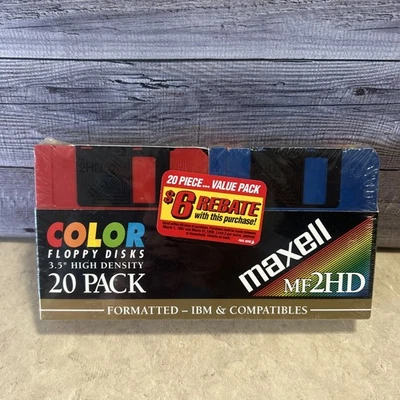 2HD
20 PIECE... VALUE PACK
$6 REBATE
with this purchase!
COLOR
FLOPPY DISKS
3.5" HIGH DENSITY
20 PACK
maxell
MF2HD
FORMATTED – IBM & COMPATIBLES